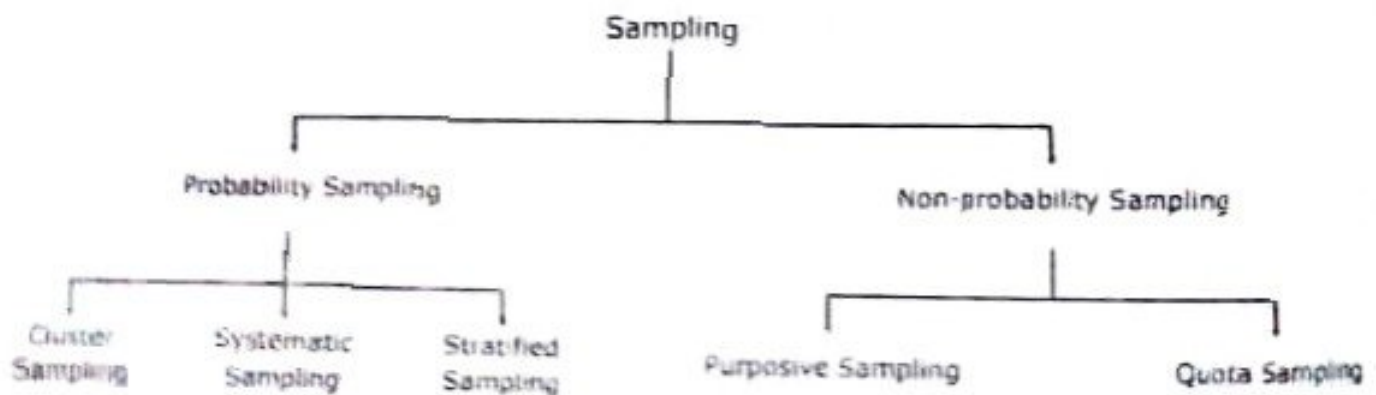 Sampling
Probability Sampling
Non-probability Sampling
Cluster
Sampling
Systematic
Sampling
Stratified
Sampling
Purposive Sampling
Quota Sampling